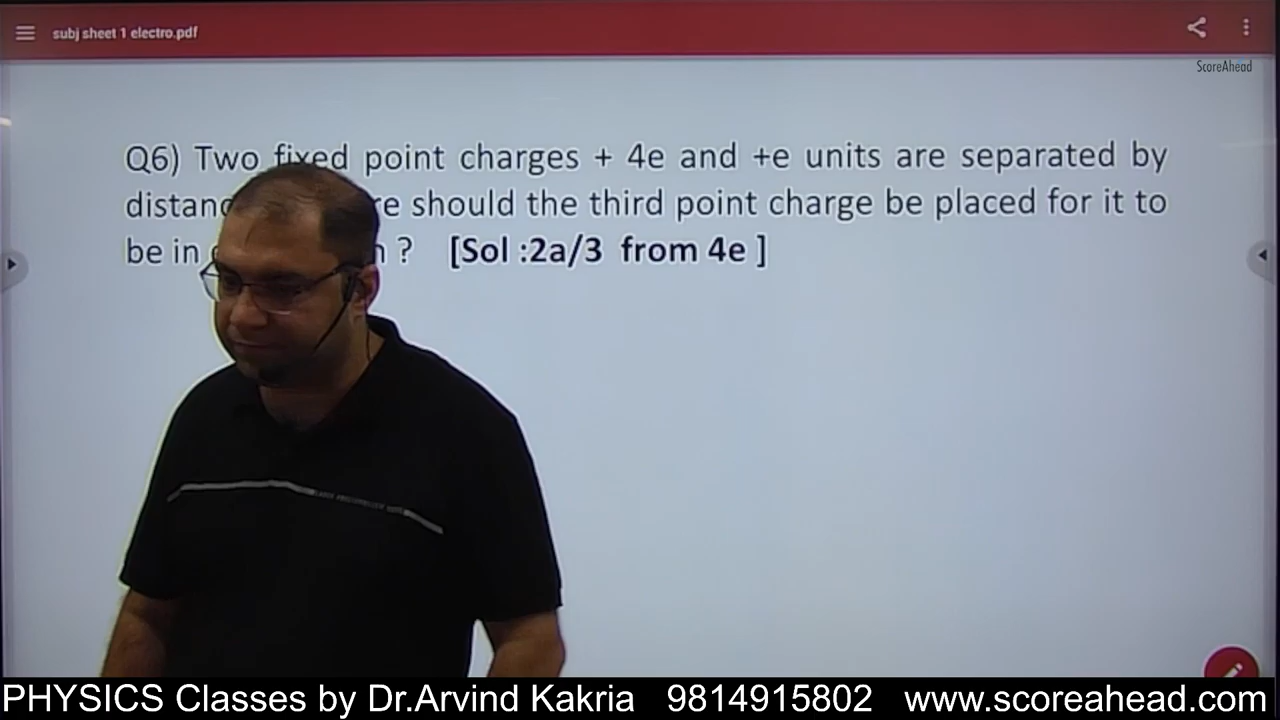 subj sheet 1 electro.pdf
ScoreAhead
Q6) Two fixed point charges + 4e and +e units are separated by
should the third point charge be placed for it to
be in ? [Sol :2a/3 from 4e ]
PHYSICS Classes by Dr.Arvind Kakria 9814915802 www.scoreahead.com